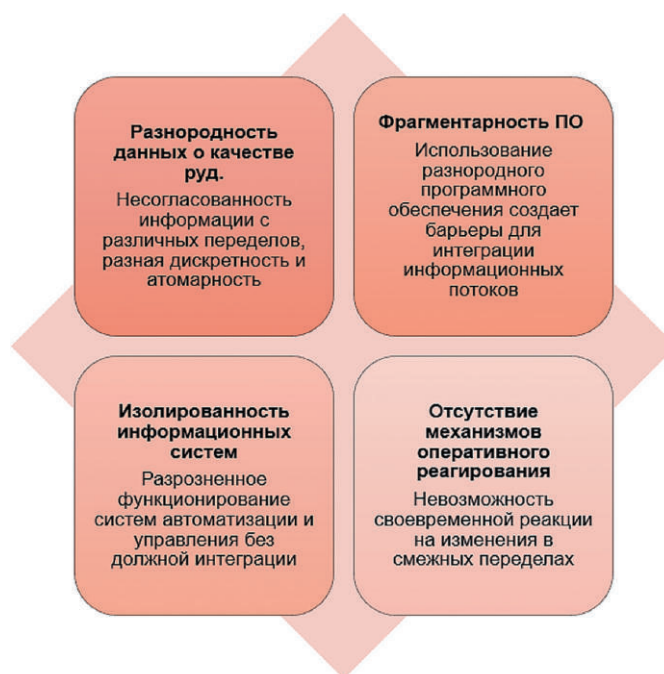 Разнородность
данных о качестве
руд.
Несогласованность
информации с
различных переделов,
разная дискретность и
атомарность
Фрагментарность ПО
Использование
разнородного
программного
обеспечения создает
барьеры для
интеграции
информационных
потоков
Изолированность
информационных
систем
Разрозненное
функционирование
систем автоматизации и
управления без
должной интеграции
Отсутствие
механизмов
оперативного
реагирования
Невозможность
своевременной реакции
на изменения в
смежных переделах